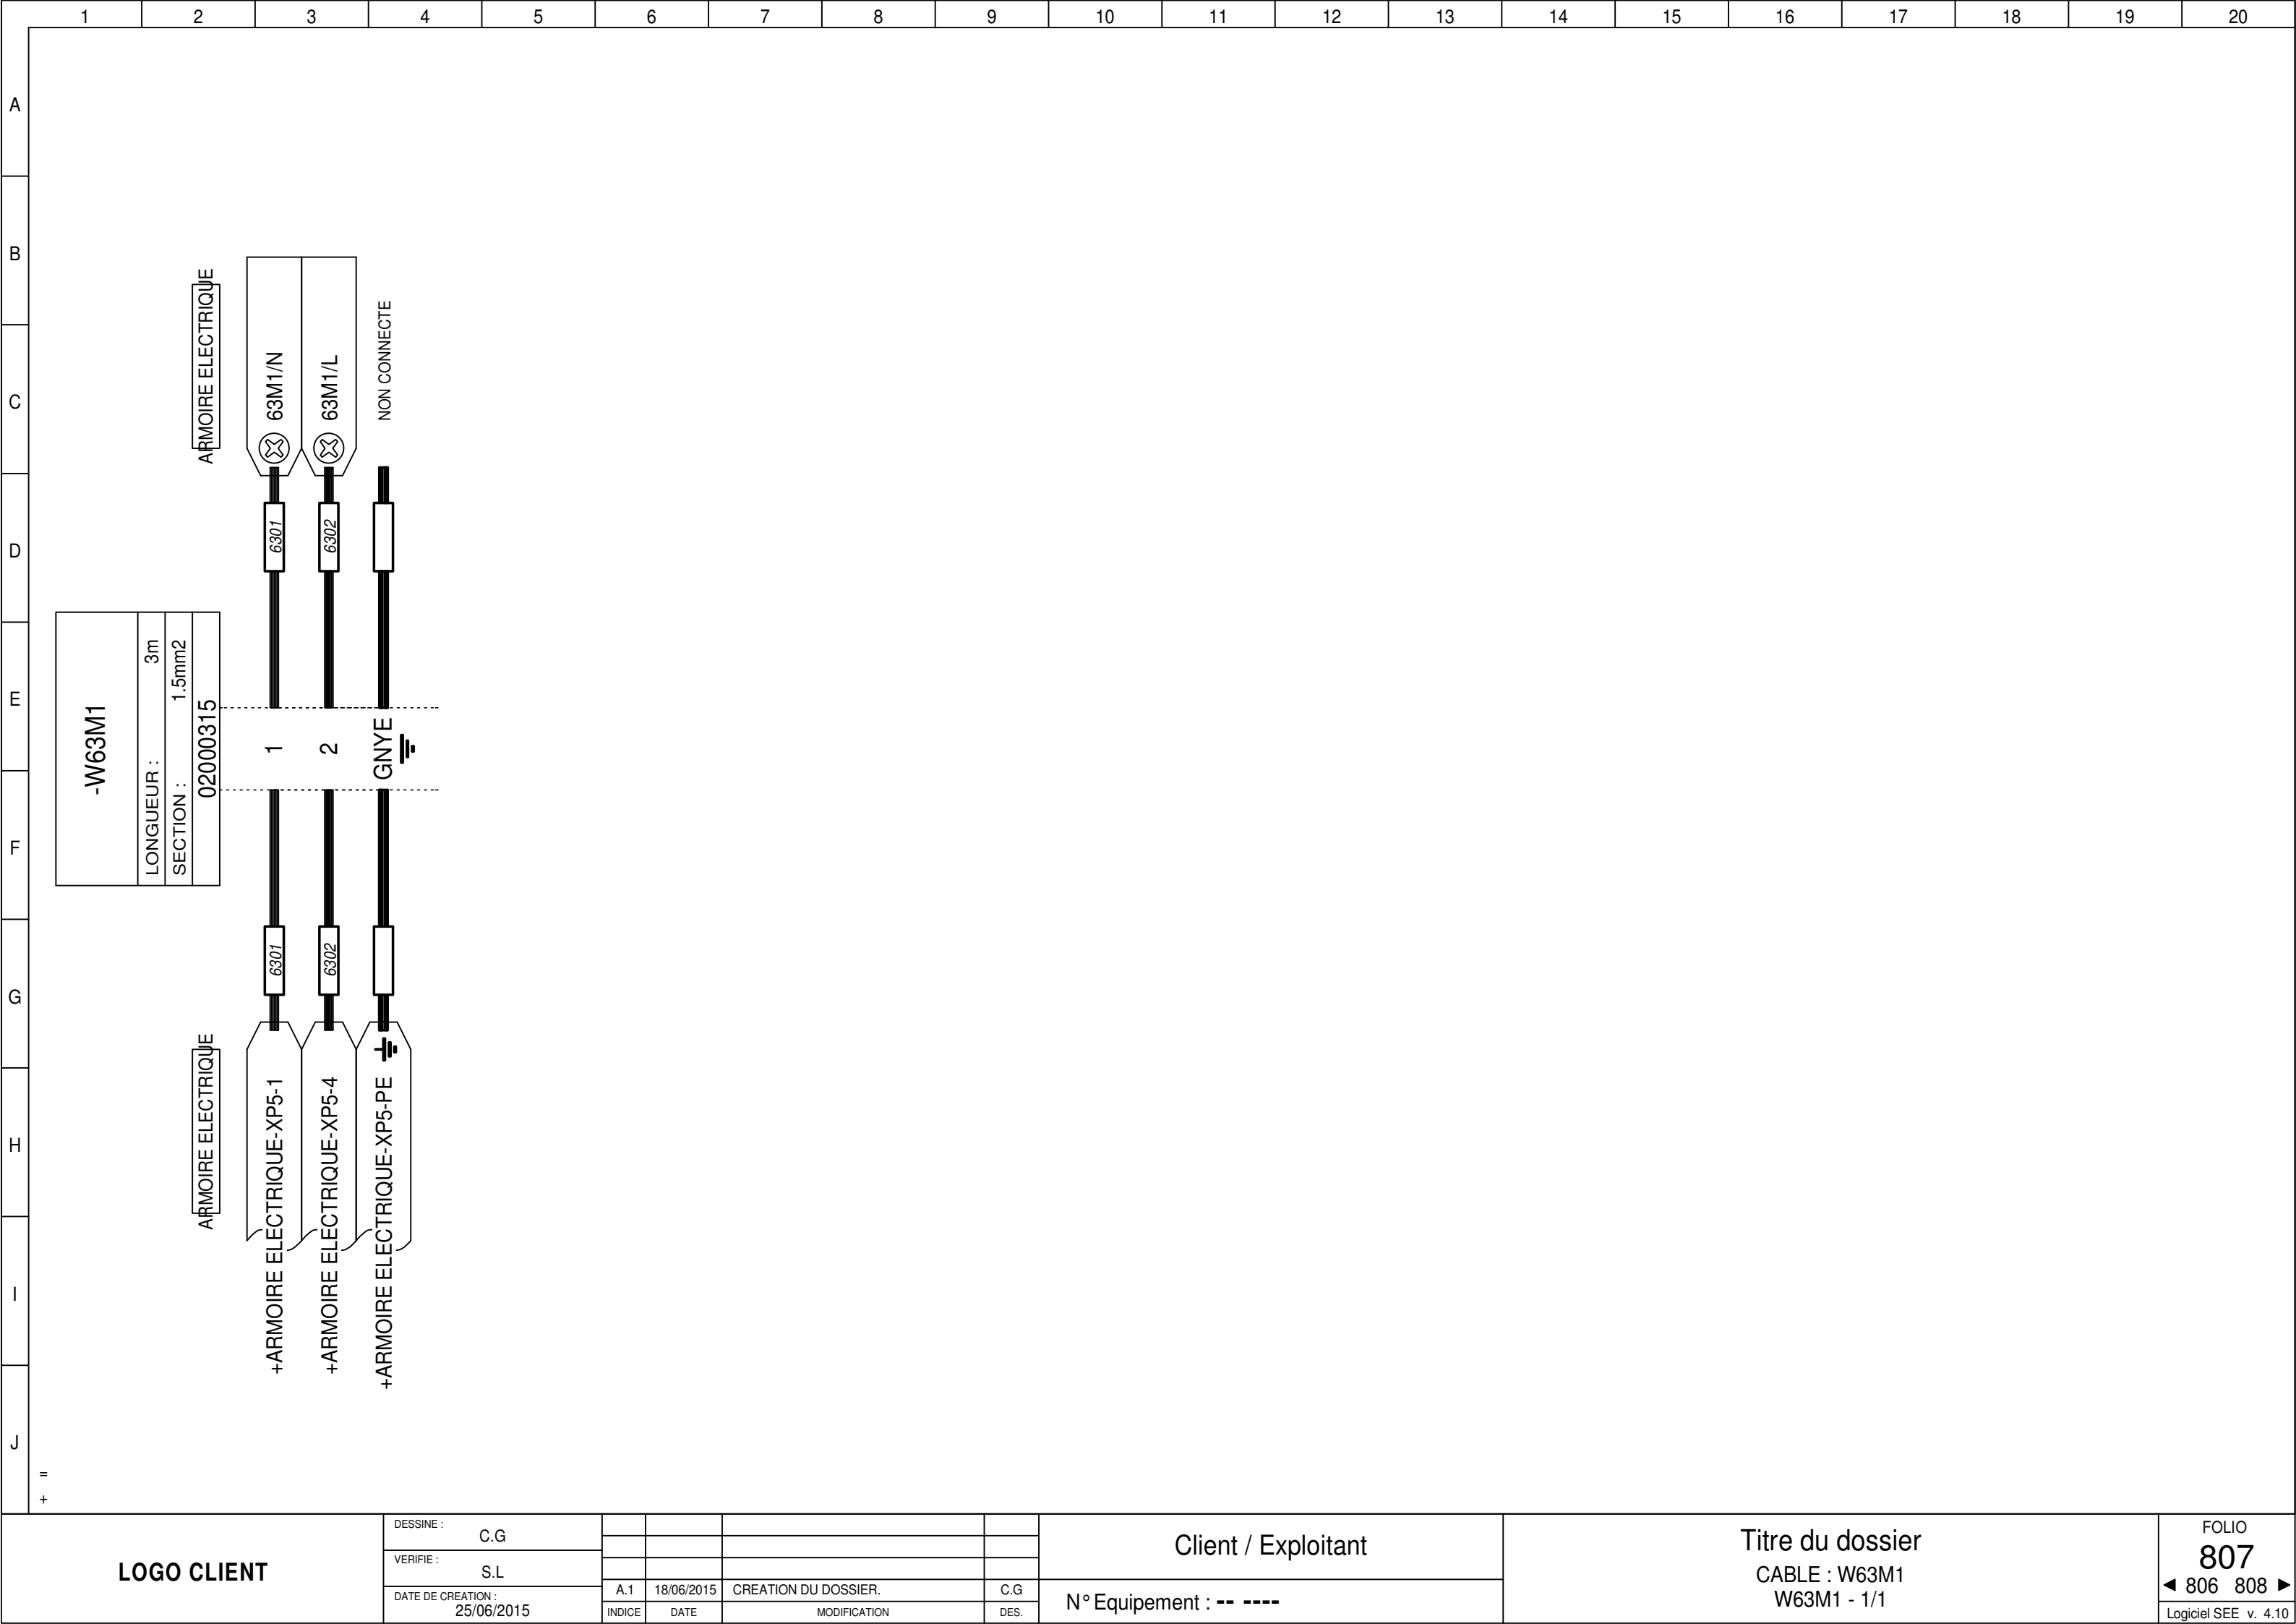 1 2 3 4 5 6 7 8 9 10 11 12 13 14 15 16 17 18 19 20
A
B
C
D
E
F
G
H
I
J
ARMOIRE ELECTRIQUE
63M1/N
63M1/L
NON CONNECTE
6301
6302
-W63M1
LONGUEUR : 3m
SECTION : 1.5mm2
02000315
1
2
GNYE
6301
6302
ARMOIRE ELECTRIQUE
+ARMOIRE ELECTRIQUE-XP5-1
+ARMOIRE ELECTRIQUE-XP5-4
+ARMOIRE ELECTRIQUE-XP5-PE
=
+
LOGO CLIENT
DESSINE :
C.G
VERIFIE :
S.L
DATE DE CREATION :
25/06/2015
A.1 18/06/2015 CREATION DU DOSSIER. C.G
INDICE DATE MODIFICATION DES.
Client / Exploitant
N° Equipement : -- ----
Titre du dossier
CABLE : W63M1
W63M1 - 1/1
FOLIO
807
806 808
Logiciel SEE v. 4.10